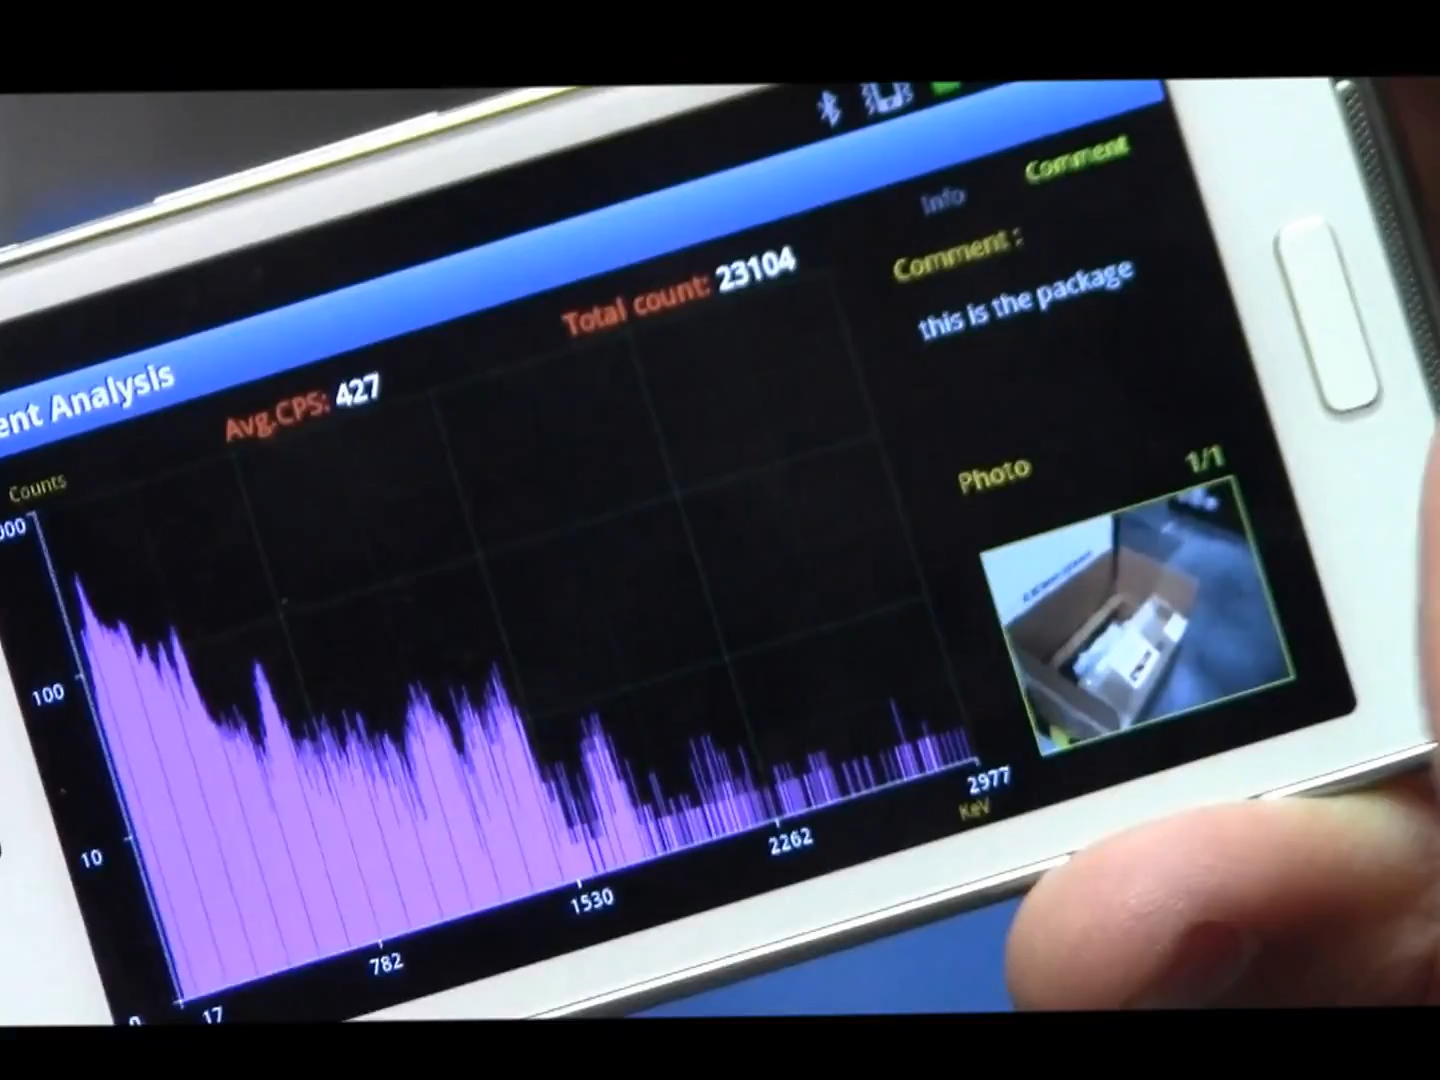 ent Analysis
Avg.CPS: 427
Total count: 23104
Info
Comment
Comment :
this is the package
Photo
1/1
Counts
000
100
10
0
17
782
1530
2262
2977
KeV